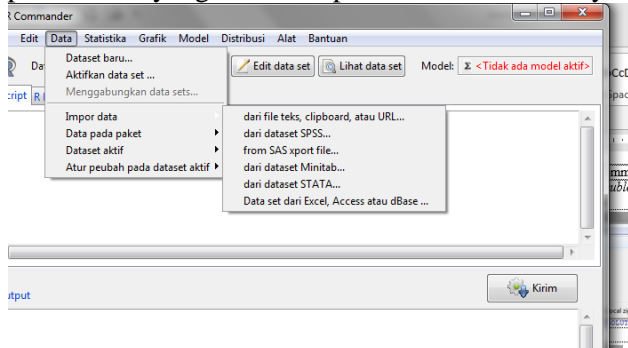 R Commander
Edit Data Statistika Grafik Model Distribusi Alat Bantuan
Edit data set Lihat data set Model: Σ <Tidak ada model aktif>
Dataset baru...
Aktifkan data set ...
Menggabungkan data sets...
Impor data
Data pada paket
Dataset aktif
Atur peubah pada dataset aktif
dari file teks, clipboard, atau URL...
dari dataset SPSS...
from SAS xport file...
dari dataset Minitab...
dari dataset STATA...
Data set dari Excel, Access atau dBase ...
Kirim